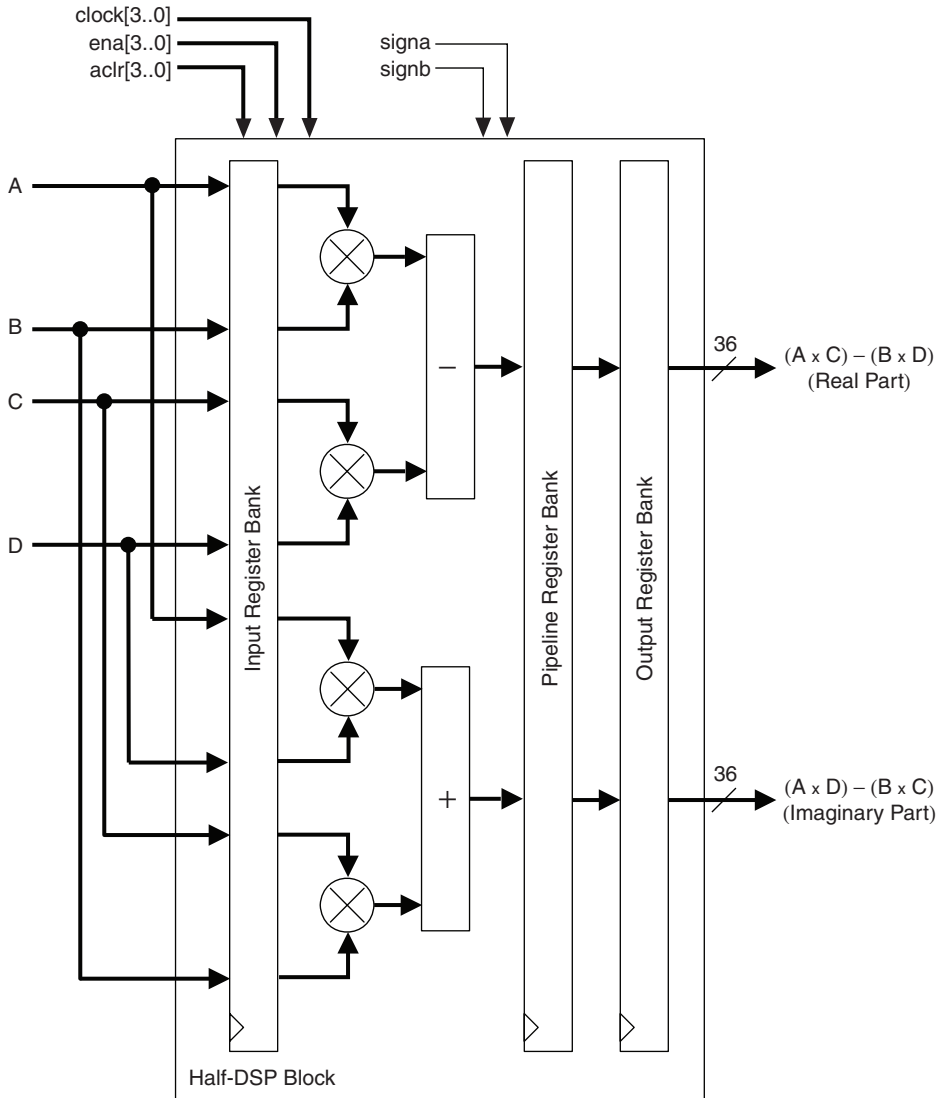 clock[3..0]
ena[3..0]
aclr[3..0]
signa
signb
A
B
C
D
Input Register Bank
−
+
Pipeline Register Bank
Output Register Bank
36
(A x C) − (B x D)
(Real Part)
36
(A x D) − (B x C)
(Imaginary Part)
Half-DSP Block